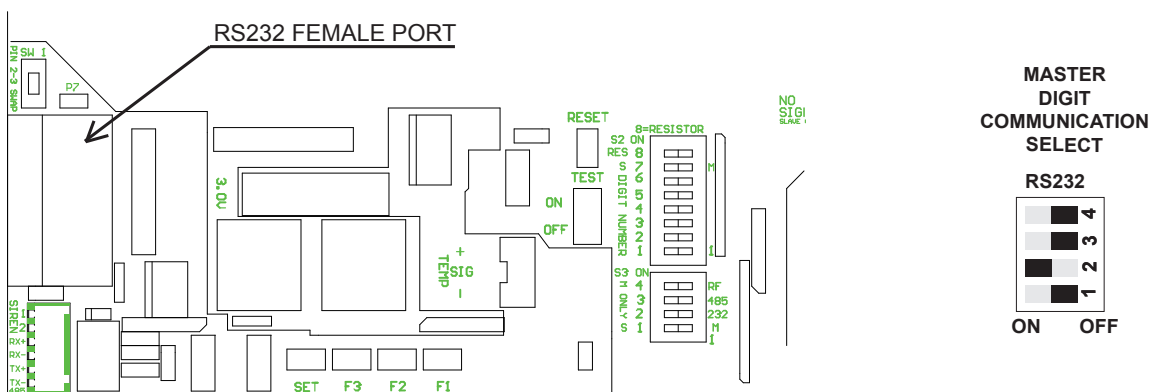 RS232 FEMALE PORT
SW 1
PIN 2-3 SWAP
P7
3.0V
RESET
TEST
ON
OFF
+
TEMP
SIG
-
8=RESISTOR
S2 ON
RES 8
S 7 M
6
5
4
3
2
1 I
DIGIT NUMBER
S3 ON
M 4 RF
3 485
2 232
S 1 M
I
ONLY
NO
SIG
SLAVE
SIREN
1
2
RX+
RX-
TX+
TX-
485
SET F3 F2 F1
MASTER
DIGIT
COMMUNICATION
SELECT
RS232
4
3
2
1
ON OFF